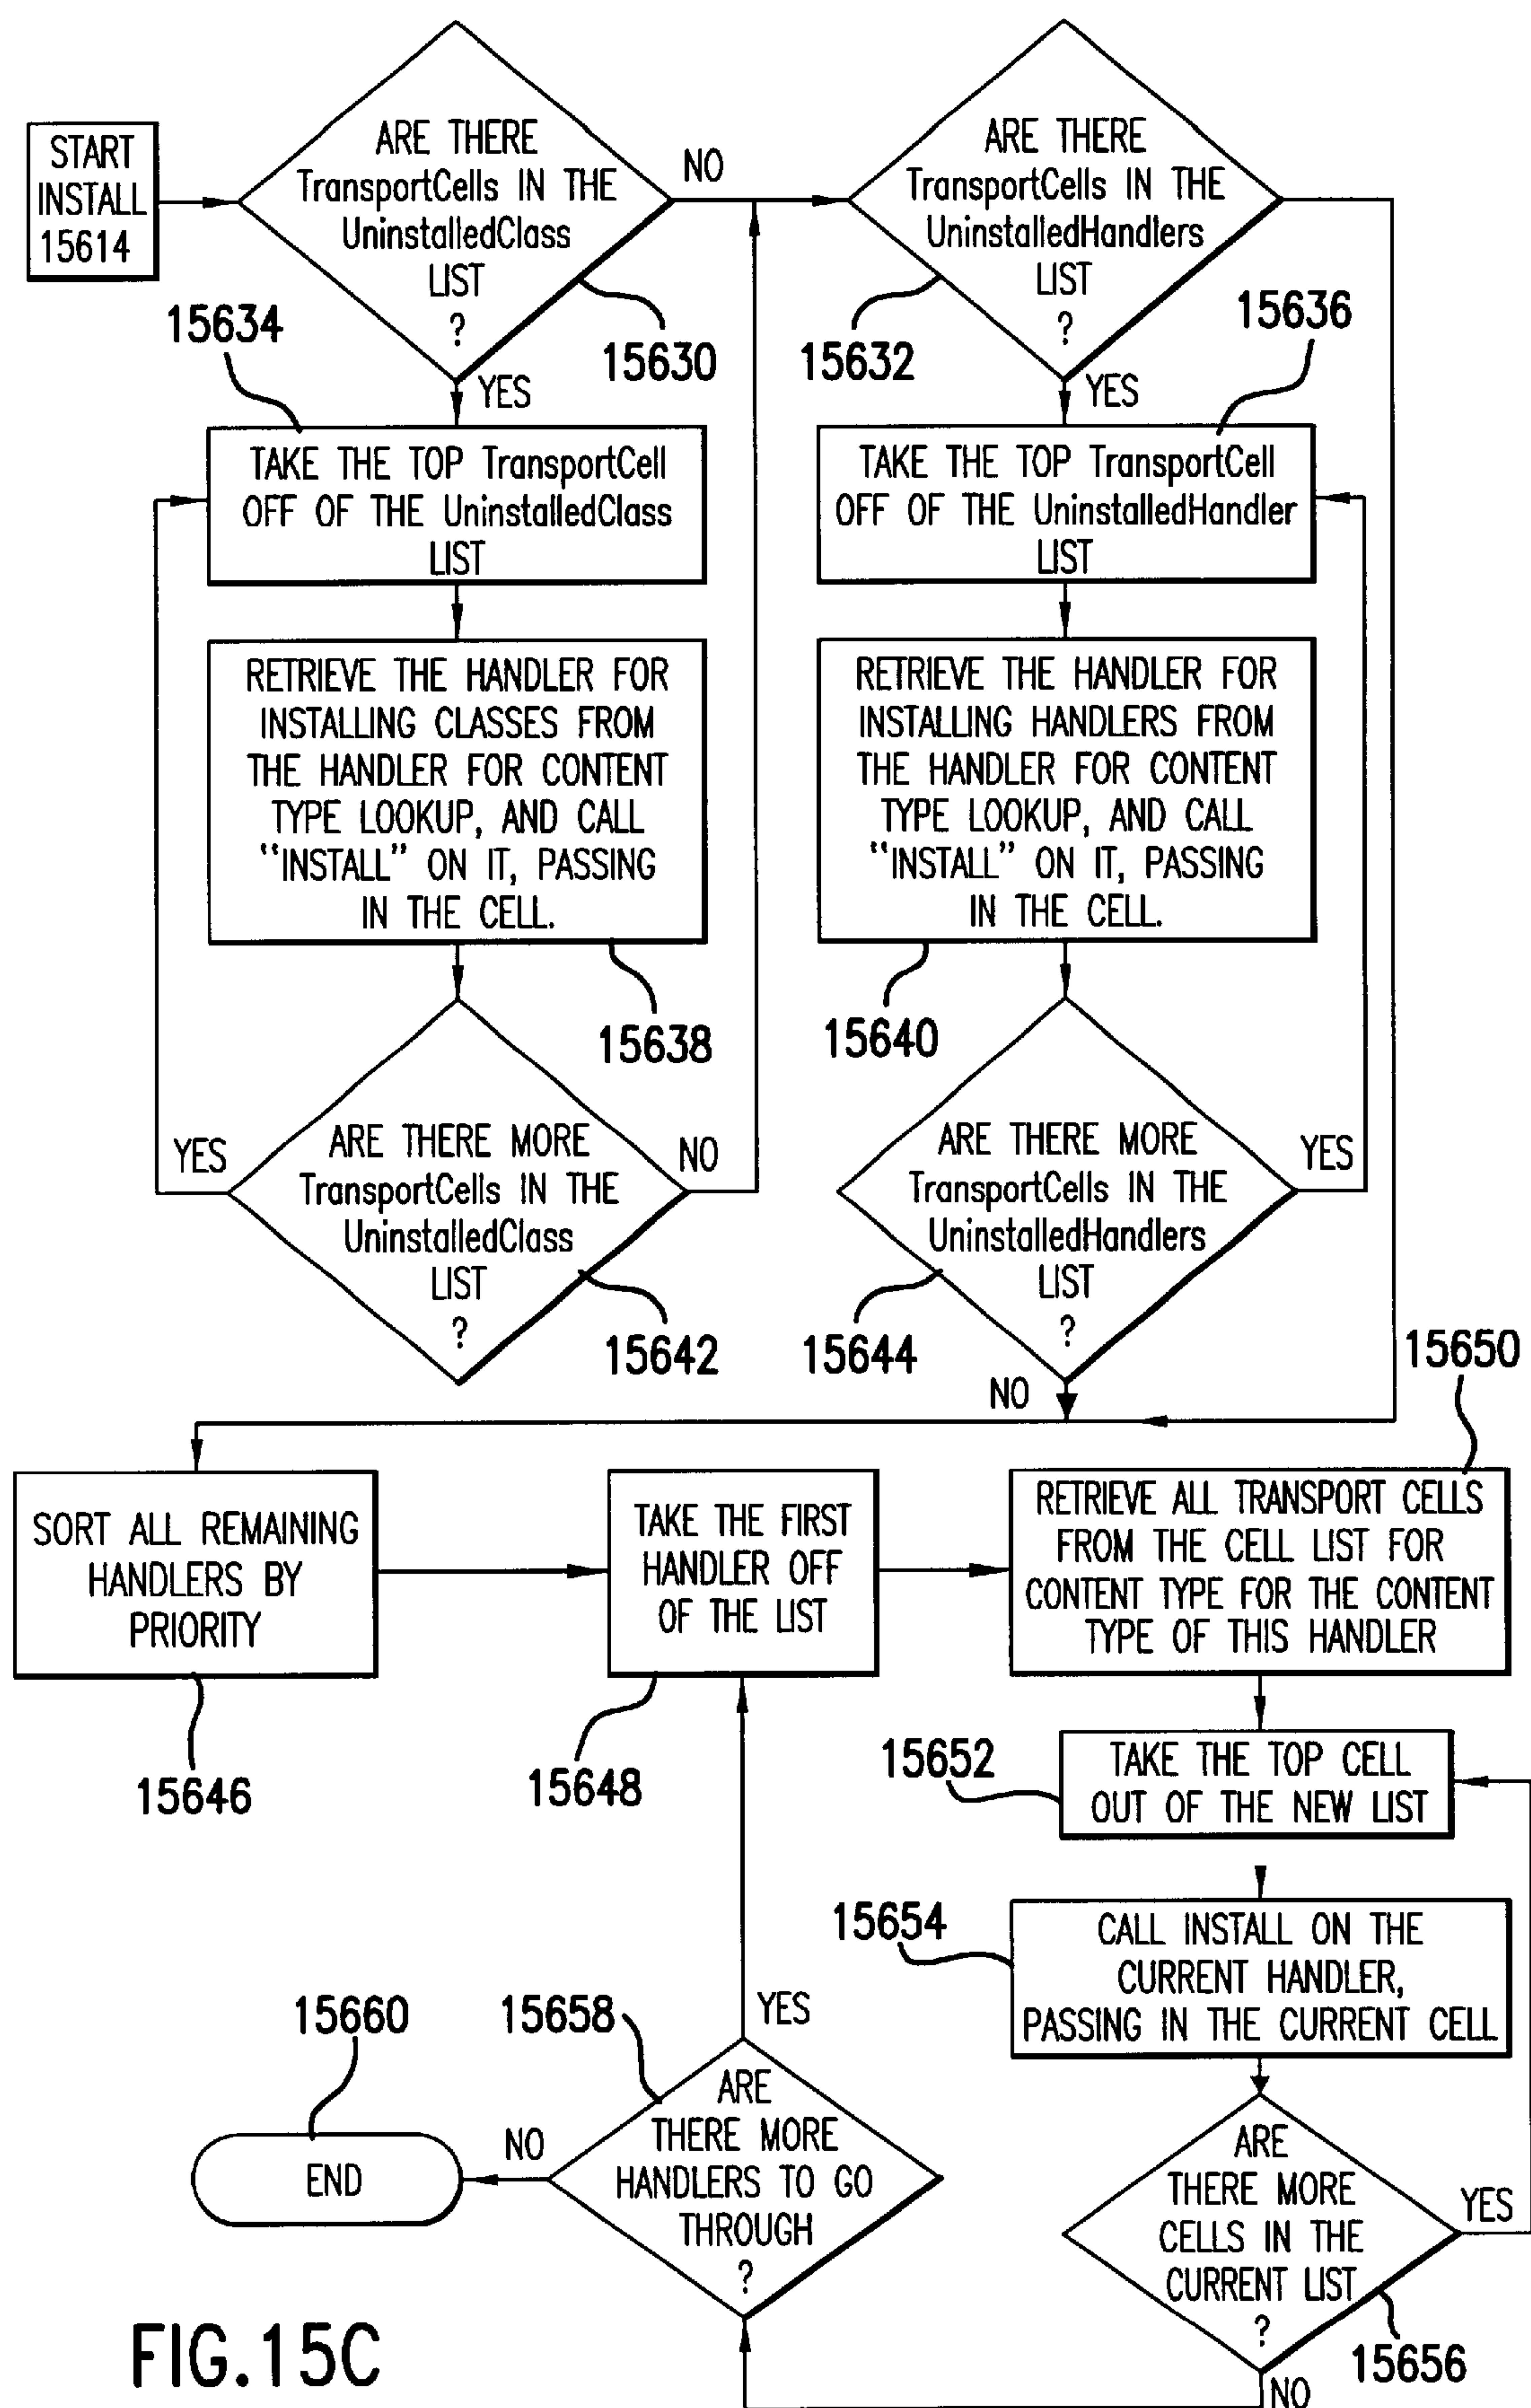 START
INSTALL
15614
ARE THERE
TransportCells IN THE
UninstalledClass
LIST
?
15630
NO
YES
ARE THERE
TransportCells IN THE
UninstalledHandlers
LIST
?
15632
YES
15634
TAKE THE TOP TransportCell
OFF OF THE UninstalledClass
LIST
15636
TAKE THE TOP TransportCell
OFF OF THE UninstalledHandler
LIST
RETRIEVE THE HANDLER FOR
INSTALLING CLASSES FROM
THE HANDLER FOR CONTENT
TYPE LOOKUP, AND CALL
“INSTALL” ON IT, PASSING
IN THE CELL.
15638
RETRIEVE THE HANDLER FOR
INSTALLING HANDLERS FROM
THE HANDLER FOR CONTENT
TYPE LOOKUP, AND CALL
“INSTALL” ON IT, PASSING
IN THE CELL.
15640
YES
ARE THERE MORE
TransportCells IN THE
UninstalledClass
LIST
?
NO
15642
ARE THERE MORE
TransportCells IN THE
UninstalledHandlers
LIST
?
YES
15644
NO
15650
SORT ALL REMAINING
HANDLERS BY
PRIORITY
15646
TAKE THE FIRST
HANDLER OFF
OF THE LIST
15648
RETRIEVE ALL TRANSPORT CELLS
FROM THE CELL LIST FOR
CONTENT TYPE FOR THE CONTENT
TYPE OF THIS HANDLER
15652
TAKE THE TOP CELL
OUT OF THE NEW LIST
15654
CALL INSTALL ON THE
CURRENT HANDLER,
PASSING IN THE CURRENT CELL
15660
END
NO
15658
YES
ARE
THERE MORE
HANDLERS TO GO
THROUGH
?
ARE
THERE MORE
CELLS IN THE
CURRENT LIST
?
YES
15656
NO
FIG.15C